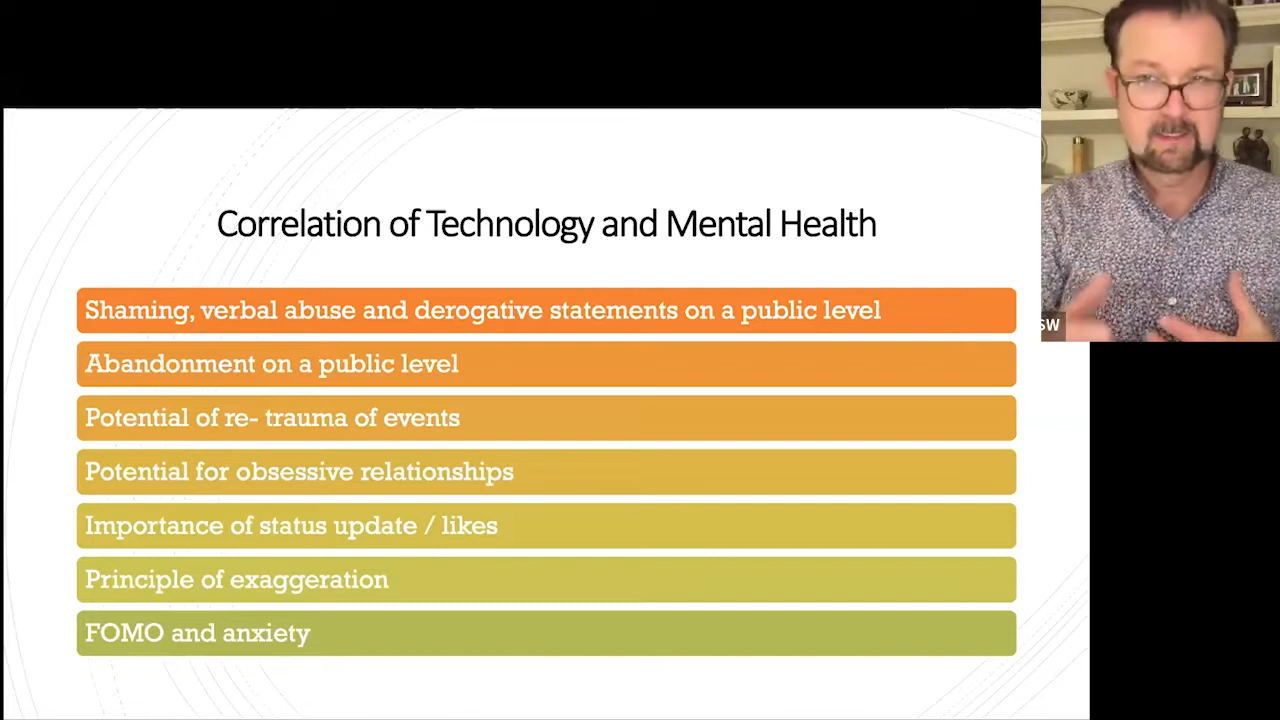 Correlation of Technology and Mental Health
Shaming, verbal abuse and derogative statements on a public level
Abandonment on a public level
Potential of re- trauma of events
Potential for obsessive relationships
Importance of status update / likes
Principle of exaggeration
FOMO and anxiety
SW